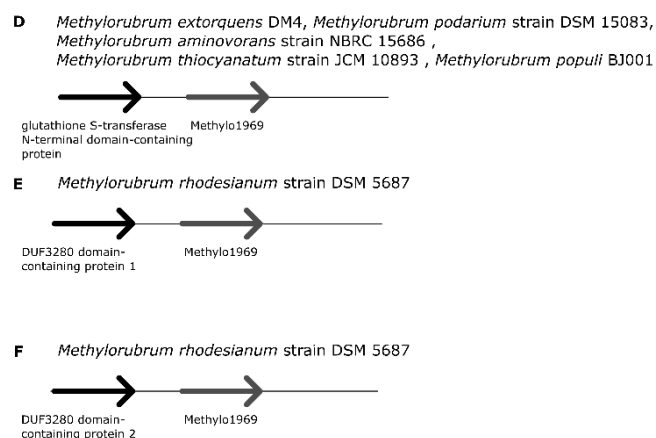 D Methylorubrum extorquens DM4, Methylorubrum podarium strain DSM 15083,
Methylorubrum aminovorans strain NBRC 15686 ,
Methylorubrum thiocyanatum strain JCM 10893 , Methylorubrum populi BJ001
glutathione S-transferase
N-terminal domain-containing
protein
Methylo1969
E Methylorubrum rhodesianum strain DSM 5687
DUF3280 domain-
containing protein 1
Methylo1969
F Methylorubrum rhodesianum strain DSM 5687
DUF3280 domain-
containing protein 2
Methylo1969